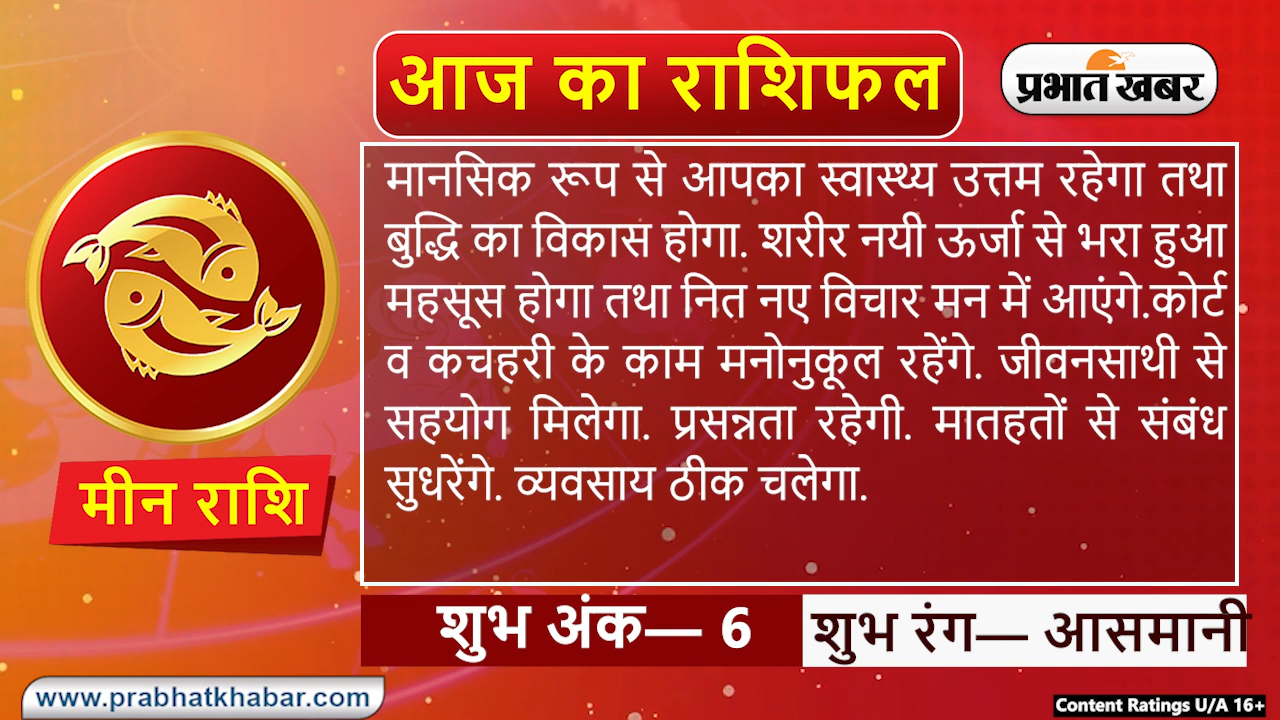 आज का राशिफल
प्रभात खबर
मानसिक रूप से आपका स्वास्थ्य उत्तम रहेगा तथा
बुद्धि का विकास होगा. शरीर नयी ऊर्जा से भरा हुआ
महसूस होगा तथा नित नए विचार मन में आएंगे.कोर्ट
व कचहरी के काम मनोनुकूल रहेंगे. जीवनसाथी से
सहयोग मिलेगा. प्रसन्नता रहेगी. मातहतों से संबंध
सुधरेंगे. व्यवसाय ठीक चलेगा.
मीन राशि
शुभ अंक— 6
शुभ रंग— आसमानी
www.prabhatkhabar.com
Content Ratings U/A 16+